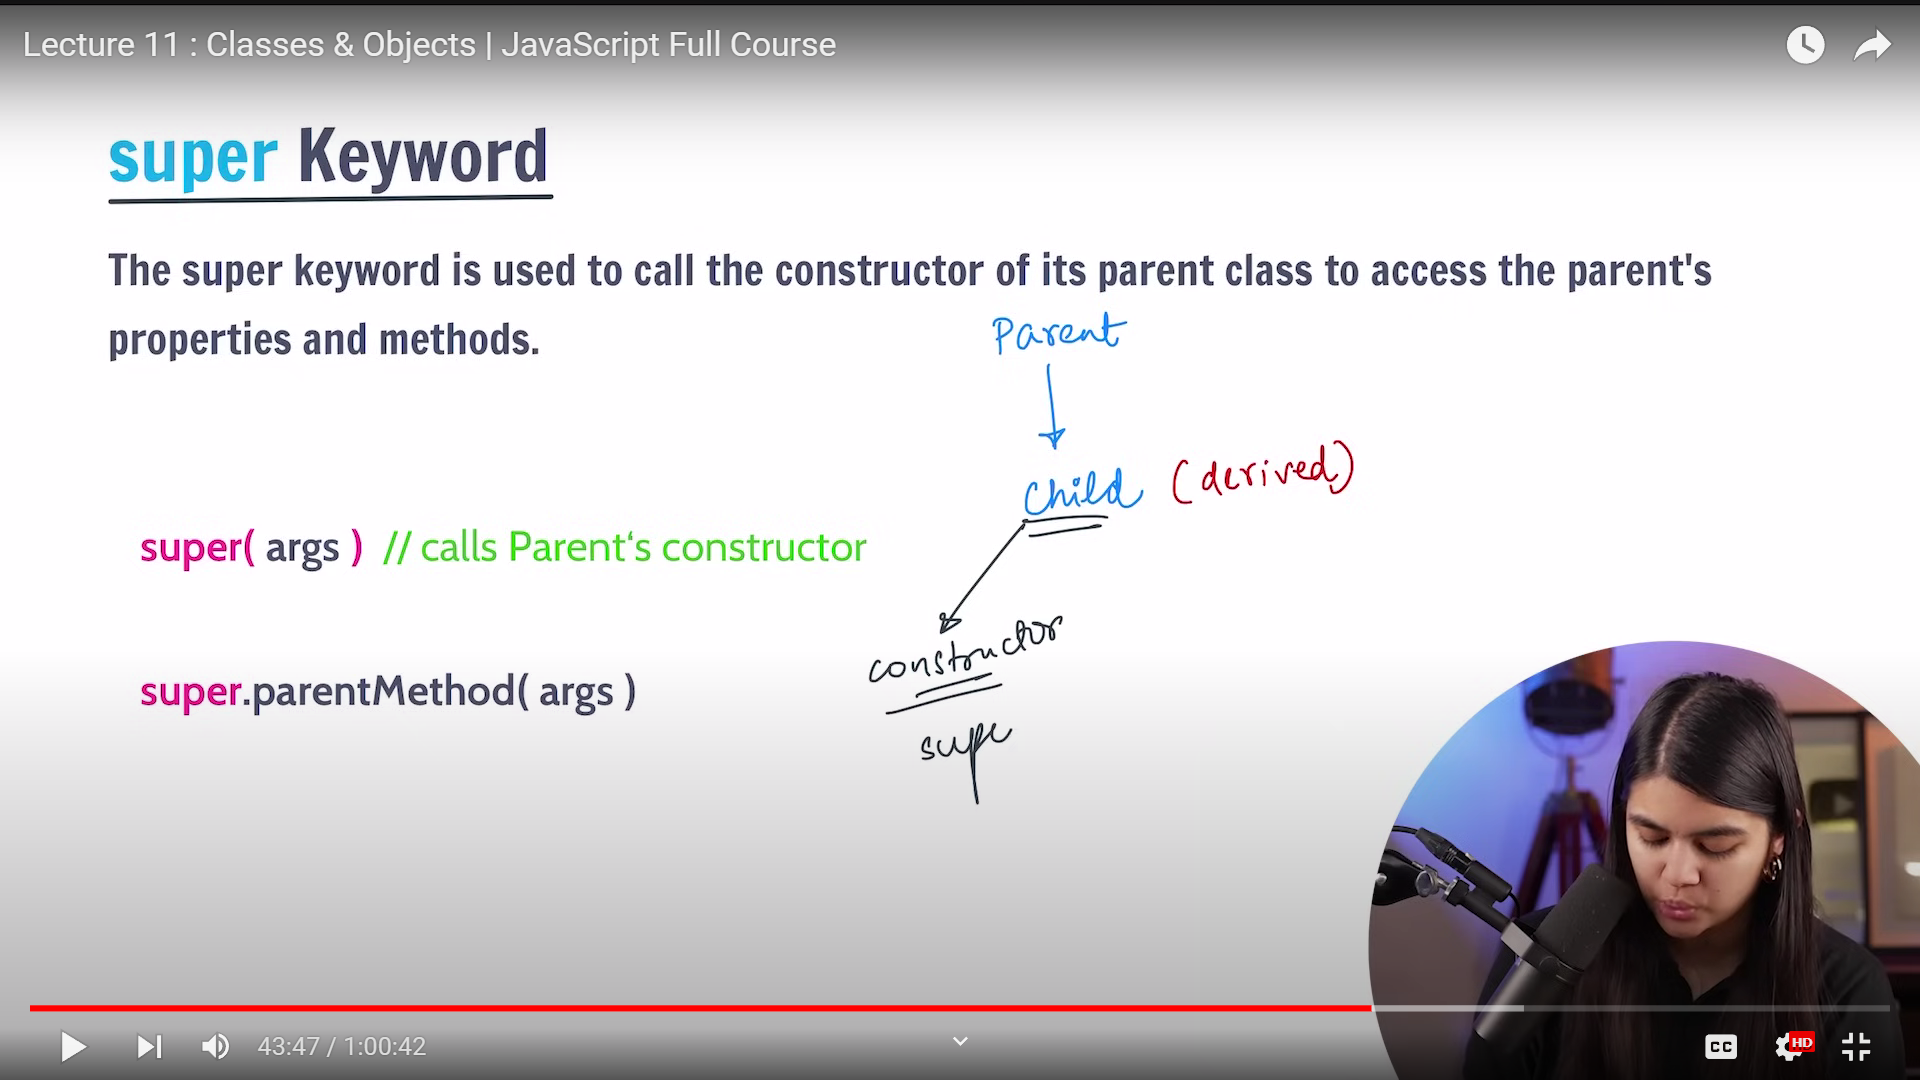 Lecture 11 : Classes & Objects | JavaScript Full Course
super Keyword
The super keyword is used to call the constructor of its parent class to access the parent's
properties and methods.
Parent
Child (derived)
super( args ) // calls Parent‘s constructor
constructor
super.parentMethod( args )
supe
43:47 / 1:00:42
CC
HD